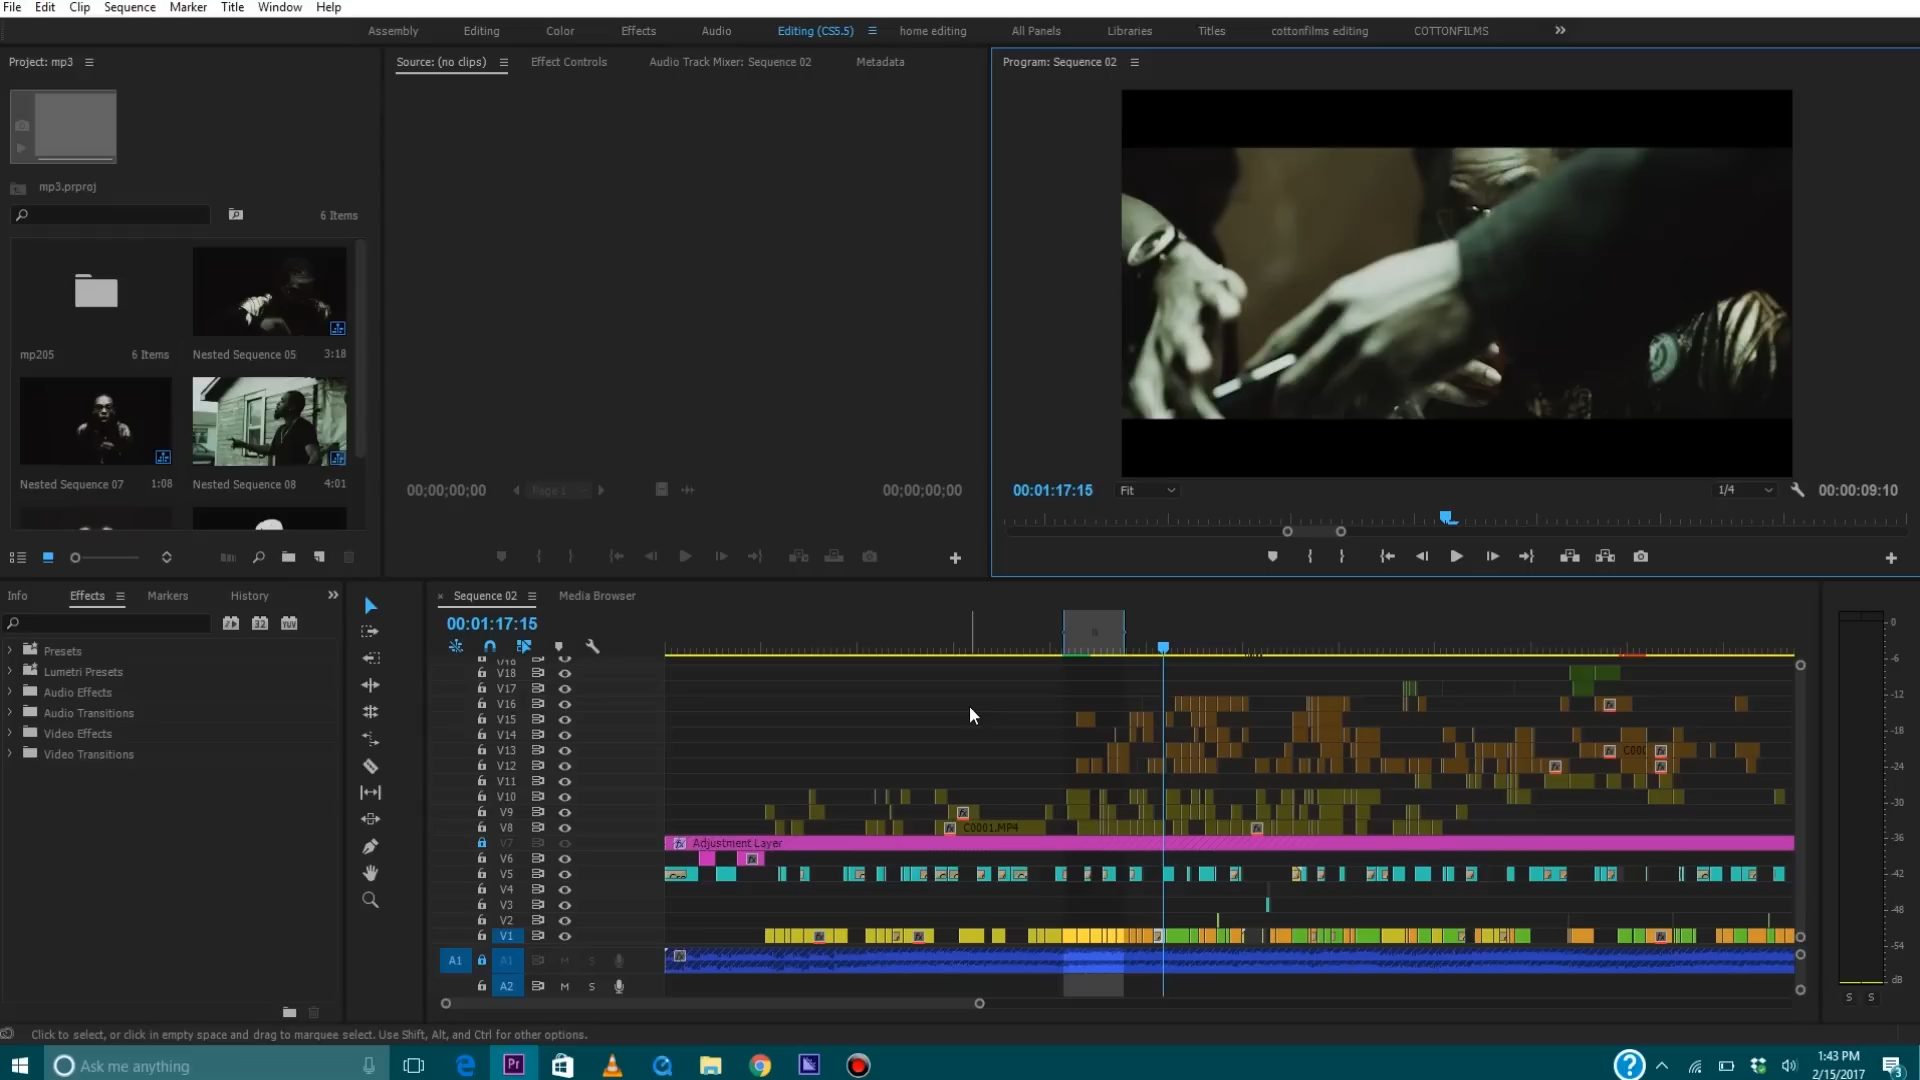 File Edit Clip Sequence Marker Title Window Help
Assembly Editing Color Effects Audio Editing (CS5.5) home editing All Panels Libraries Titles cottonfilms editing COTTONFILMS
Project: mp3
Source: (no clips) Effect Controls Audio Track Mixer: Sequence 02 Metadata
Program: Sequence 02
mp3.prproj
6 Items
mp205 6 Items Nested Sequence 05 3:18
Nested Sequence 07 1:08 Nested Sequence 08 4:01
00;00;00;00 Page 1 00;00;00;00
00:01:17:15 Fit 1/4 00:00:09:10
Info Effects Markers History
Sequence 02 Media Browser
00:01:17:15
Presets
Lumetri Presets
Audio Effects
Audio Transitions
Video Effects
Video Transitions
V19
V18
V17
V16
V15
V14
V13
V12
V11
V10
V9
V8 C0001.MP4
V7 Adjustment Layer
V6
V5
V4
V3
V2
V1
A1 A1 M S
A2 M S
0
-6
-12
-18
-24
-30
-36
-42
-48
-54
dB
S S
Click to select, or click in empty space and drag to marquee select. Use Shift, Alt, and Ctrl for other options.
Ask me anything
Pr
1:43 PM
2/15/2017
3